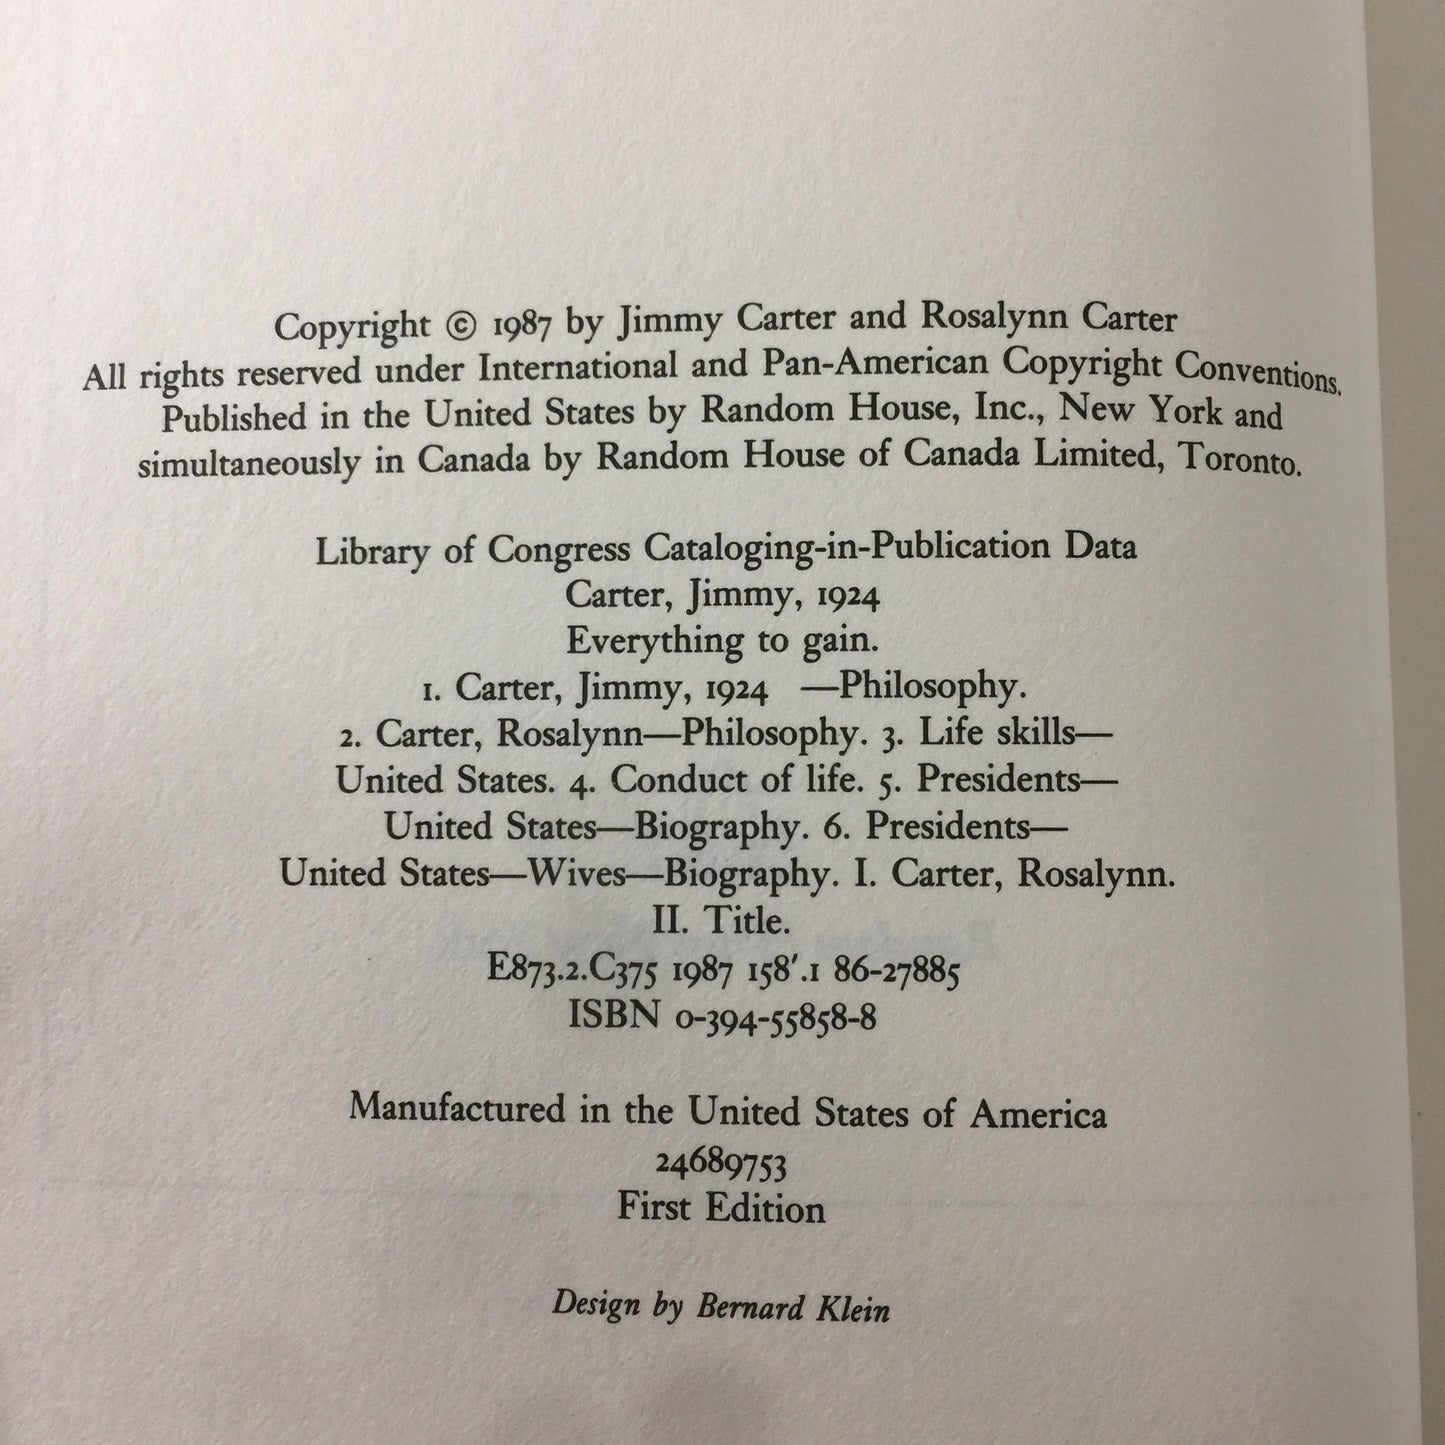 Copyright © 1987 by Jimmy Carter and Rosalynn Carter
All rights reserved under International and Pan-American Copyright Conventions.
Published in the United States by Random House, Inc., New York and
simultaneously in Canada by Random House of Canada Limited, Toronto.
Library of Congress Cataloging-in-Publication Data
Carter, Jimmy, 1924
Everything to gain.
1. Carter, Jimmy, 1924 —Philosophy.
2. Carter, Rosalynn—Philosophy. 3. Life skills—
United States. 4. Conduct of life. 5. Presidents—
United States—Biography. 6. Presidents—
United States—Wives—Biography. I. Carter, Rosalynn.
II. Title.
E873.2.C375 1987 158′.1 86-27885
ISBN 0-394-55858-8
Manufactured in the United States of America
24689753
First Edition
Design by Bernard Klein